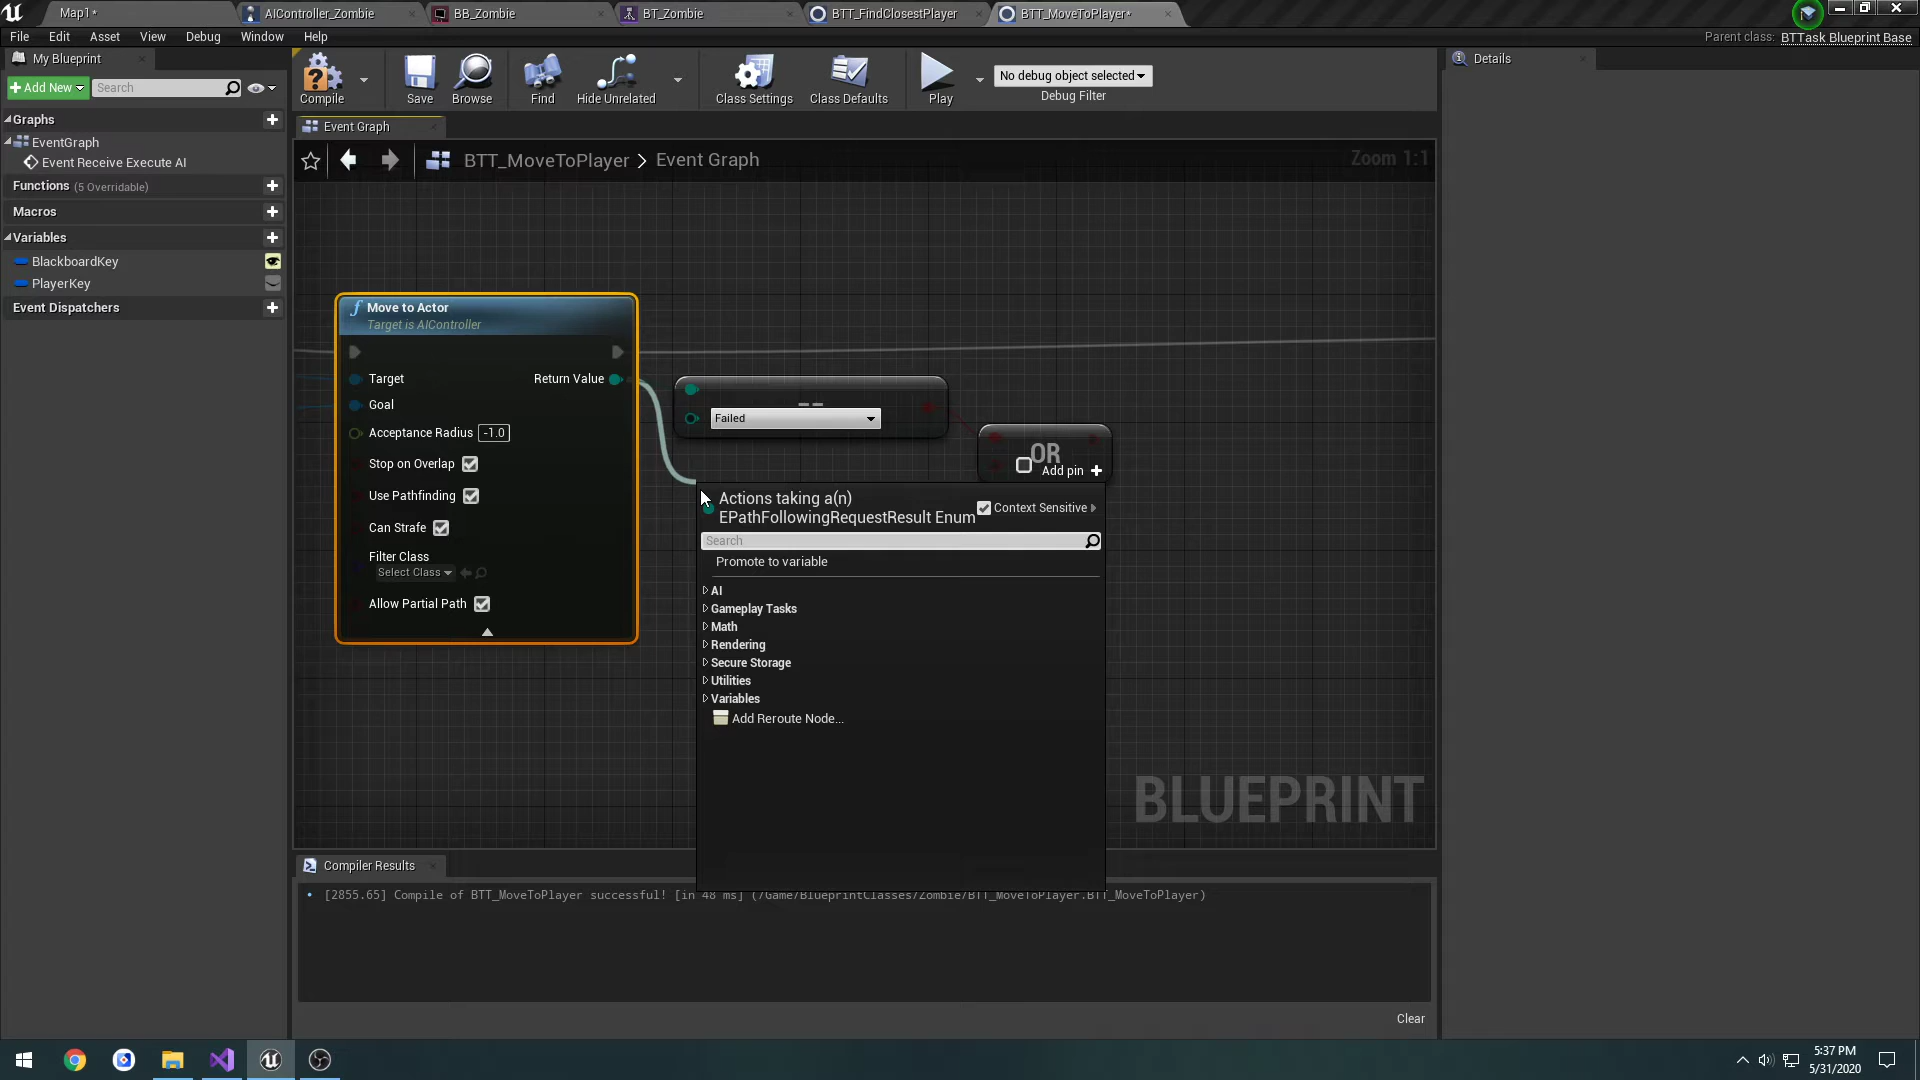 Map1*
AIController_Zombie
BB_Zombie
BT_Zombie
BTT_FindClosestPlayer
BTT_MoveToPlayer*
File Edit Asset View Debug Window Help
Parent class: BTTask Blueprint Base
My Blueprint
Details
+Add New
Search
Compile
Save
Browse
Find
Hide Unrelated
Class Settings
Class Defaults
Play
No debug object selected
Debug Filter
Graphs
EventGraph
Event Receive Execute AI
Functions (5 Overridable)
Macros
Variables
BlackboardKey
PlayerKey
Event Dispatchers
Event Graph
BTT_MoveToPlayer > Event Graph
Zoom 1:1
Move to Actor
Target is AIController
Target
Return Value
Goal
Acceptance Radius -1.0
Stop on Overlap
Use Pathfinding
Can Strafe
Filter Class
Select Class
Allow Partial Path
==
Failed
OR
Add pin +
Actions taking a(n)
EPathFollowingRequestResult Enum
Context Sensitive
Search
Promote to variable
AI
Gameplay Tasks
Math
Rendering
Secure Storage
Utilities
Variables
Add Reroute Node...
BLUEPRINT
Compiler Results
[2855.65] Compile of BTT_MoveToPlayer successful! [in 48 ms] (/Game/BlueprintClasses/Zombie/BTT_MoveToPlayer.BTT_MoveToPlayer)
Clear
5:37 PM
5/31/2020